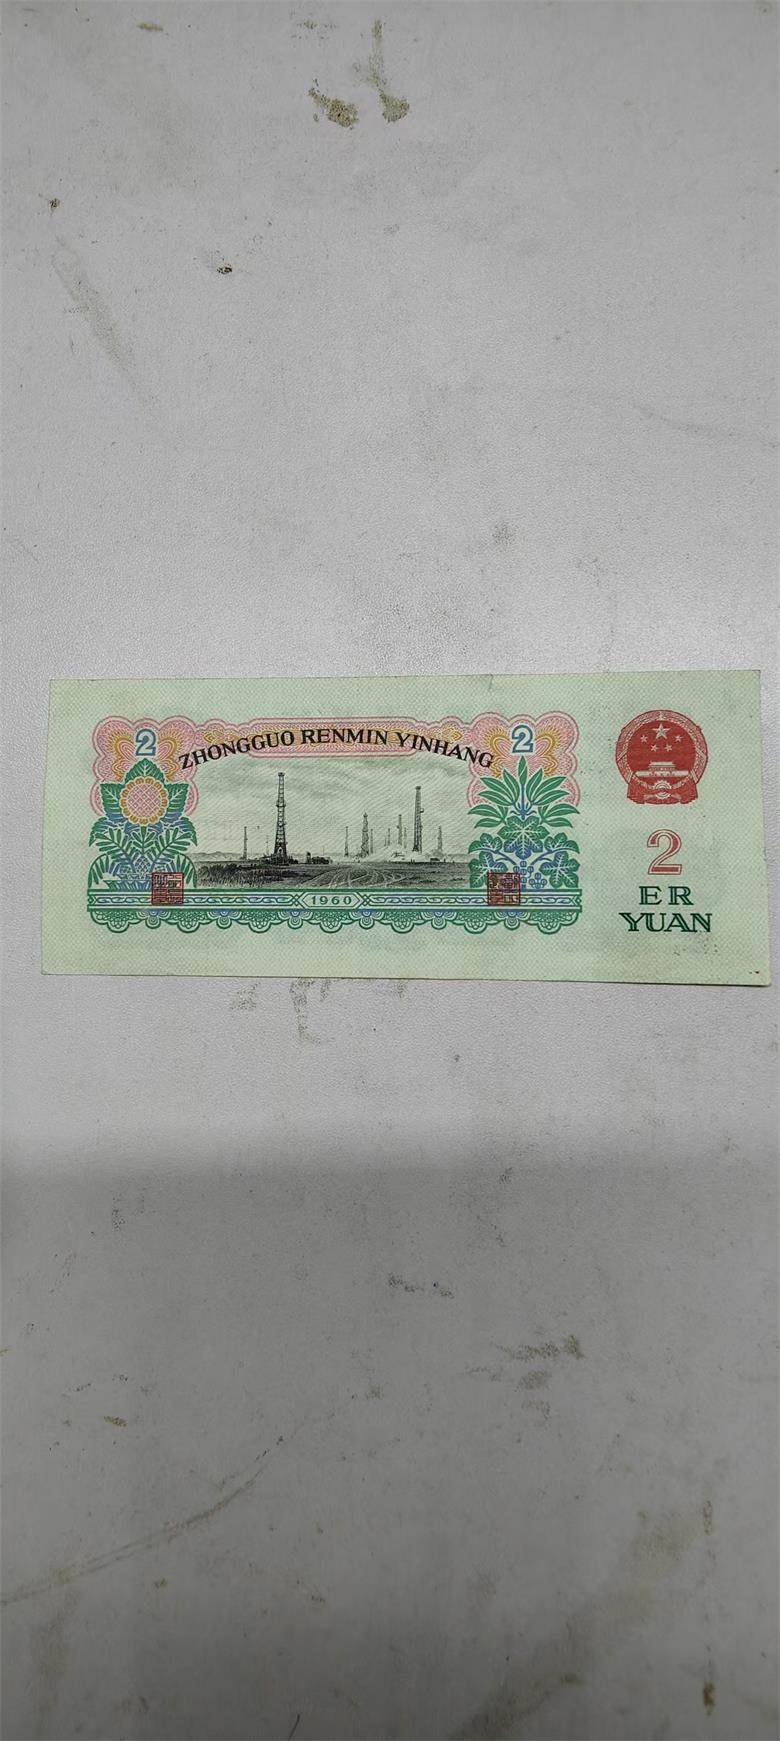 2
ZHONGGUO RENMIN YINHANG
2
1960
2
ER
YUAN